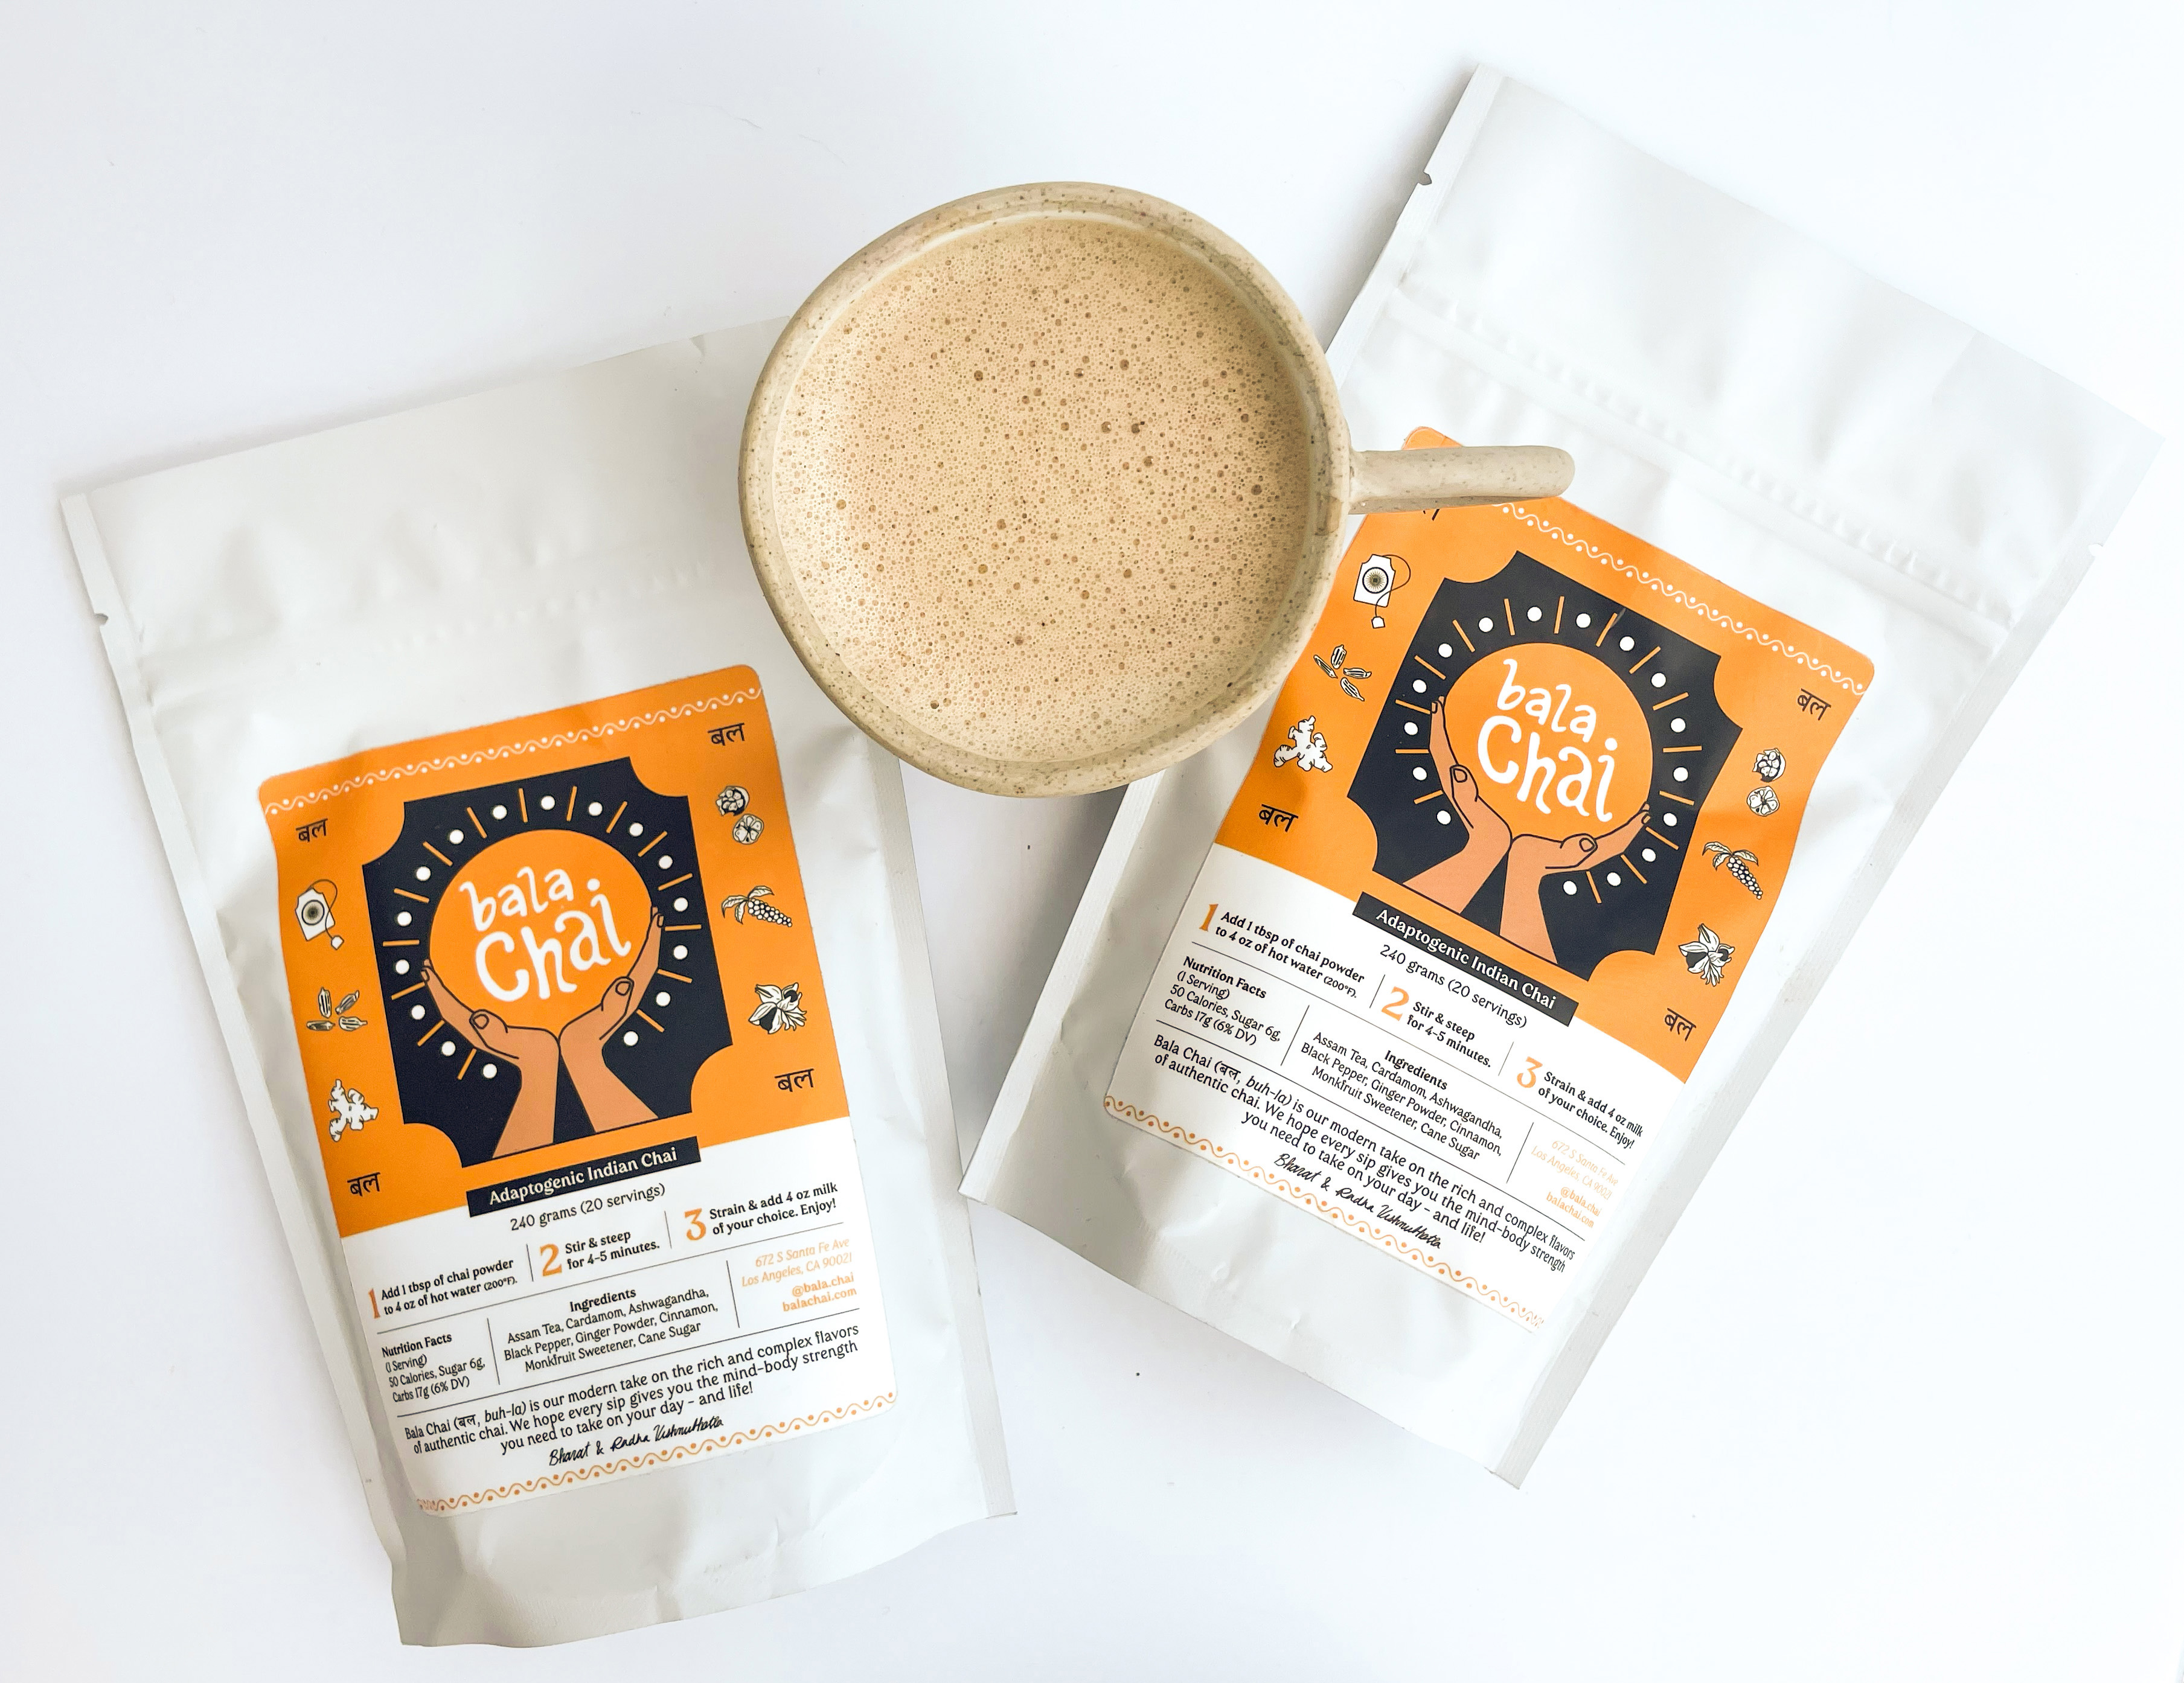 बल
बल
bala
Chai
बल
बल
Adaptogenic Indian Chai
240 grams (20 servings)
1 Add 1 tbsp of chai powder
to 4 oz of hot water (200°F).
2 Stir & steep
for 4-5 minutes.
3 Strain & add 4 oz milk
of your choice. Enjoy!
Nutrition Facts
(1 Serving)
50 Calories, Sugar 6g,
Carbs 17g (6% DV)
Ingredients
Assam Tea, Cardamom, Ashwagandha,
Black Pepper, Ginger Powder, Cinnamon,
Monkfruit Sweetener, Cane Sugar
672 S Santa Fe Ave
Los Angeles, CA 90021
@bala.chai
balachai.com
Bala Chai (बल, buh-la) is our modern take on the rich and complex flavors
of authentic chai. We hope every sip gives you the mind-body strength
you need to take on your day – and life!
Bharat & Radha Vishnubhotla
बल
bala
Chai
बल
बल
Adaptogenic Indian Chai
240 grams (20 servings)
1 Add 1 tbsp of chai powder
to 4 oz of hot water (200°F).
2 Stir & steep
for 4-5 minutes.
3 Strain & add 4 oz milk
of your choice. Enjoy!
Nutrition Facts
(1 Serving)
50 Calories, Sugar 6g,
Carbs 17g (6% DV)
Ingredients
Assam Tea, Cardamom, Ashwagandha,
Black Pepper, Ginger Powder, Cinnamon,
Monkfruit Sweetener, Cane Sugar
672 S Santa Fe Ave
Los Angeles, CA 90021
@bala.chai
balachai.com
Bala Chai (बल, buh-la) is our modern take on the rich and complex flavors
of authentic chai. We hope every sip gives you the mind-body strength
you need to take on your day – and life!
Bharat & Radha Vishnubhotla